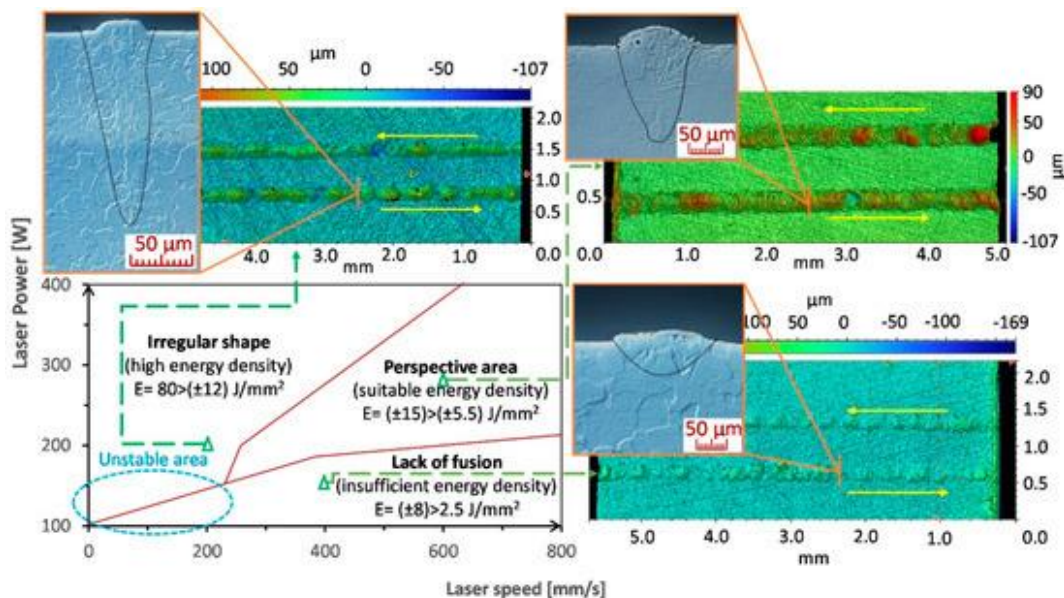 μm
100 50 0 -50 -107
2.0
1.5
1.0
0.5
0.0
50 μm
4.0 3.0 2.0 1.0
mm
50 μm
90
50
0
-50
-107
μm
0.5
0.0 1.0 2.0 3.0 4.0 5.0
mm
Laser Power [W]
400
300
200
100
Irregular shape
(high energy density)
E= 80>(±12) J/mm²
Unstable area
Perspective area
(suitable energy density)
E= (±15)>(±5.5) J/mm²
Lack of fusion
(insufficient energy density)
E= (±8)>2.5 J/mm²
0 200 400 600 800
Laser speed [mm/s]
μm
100 50 0 -50 -100 -169
50 μm
2.0
1.5
1.0
0.5
0.0
5.0 4.0 3.0 2.0 1.0
mm